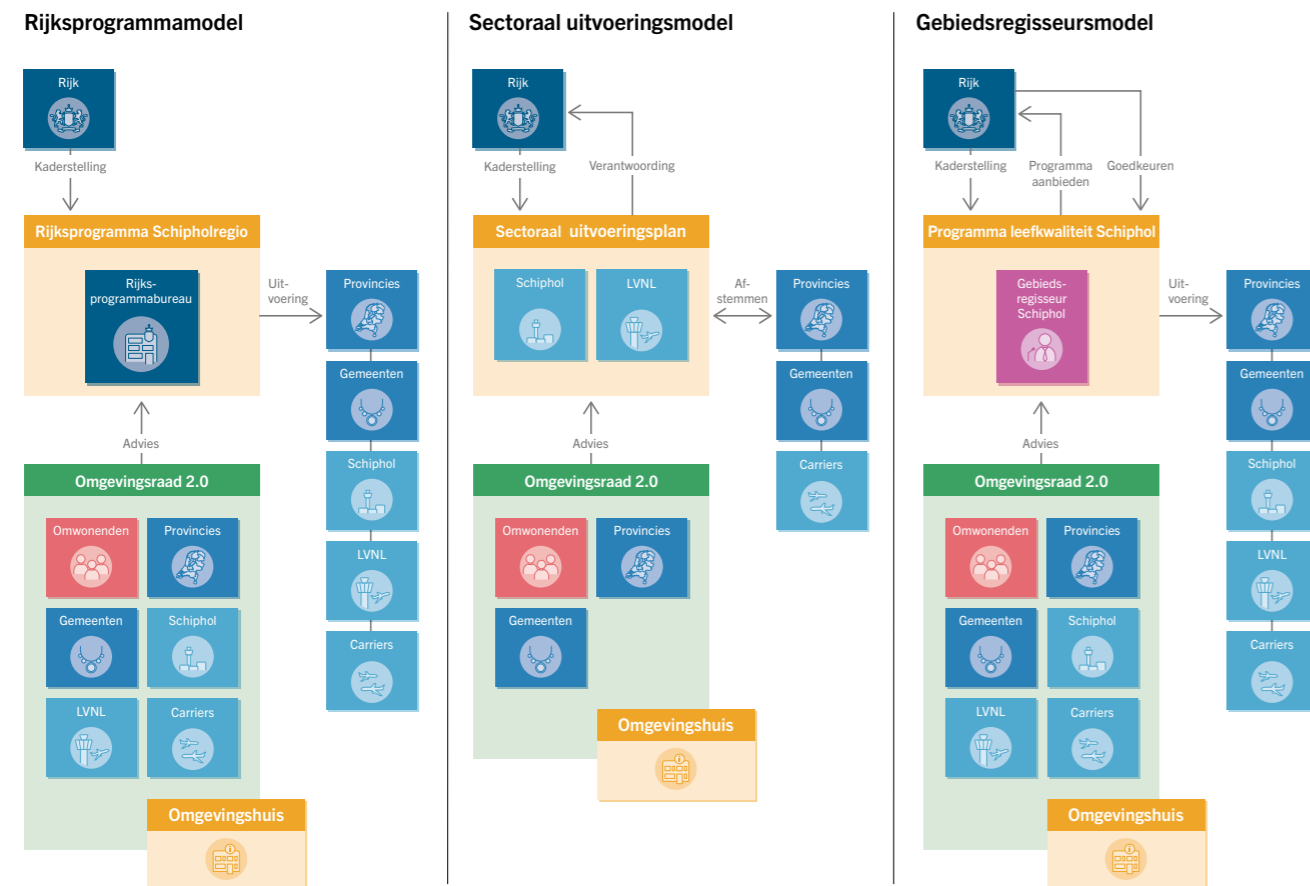 Rijksprogrammamodel
Rijk
Kaderstelling
Rijksprogramma Schipholregio
Rijks-
programmabureau
Uit-
voering
Provincies
Gemeenten
Schiphol
LVNL
Carriers
Advies
Omgevingsraad 2.0
Omwonenden
Provincies
Gemeenten
Schiphol
LVNL
Carriers
Omgevingshuis
Sectoraal uitvoeringsmodel
Rijk
Kaderstelling
Verantwoording
Sectoraal uitvoeringsplan
Schiphol
LVNL
Af-
stemmen
Provincies
Gemeenten
Carriers
Advies
Omgevingsraad 2.0
Omwonenden
Provincies
Gemeenten
Omgevingshuis
Gebiedsregisseursmodel
Rijk
Kaderstelling
Programma
aanbieden
Goedkeuren
Programma leefkwaliteit Schiphol
Gebieds-
regisseur
Schiphol
Uit-
voering
Provincies
Gemeenten
Schiphol
LVNL
Carriers
Advies
Omgevingsraad 2.0
Omwonenden
Provincies
Gemeenten
Schiphol
LVNL
Carriers
Omgevingshuis